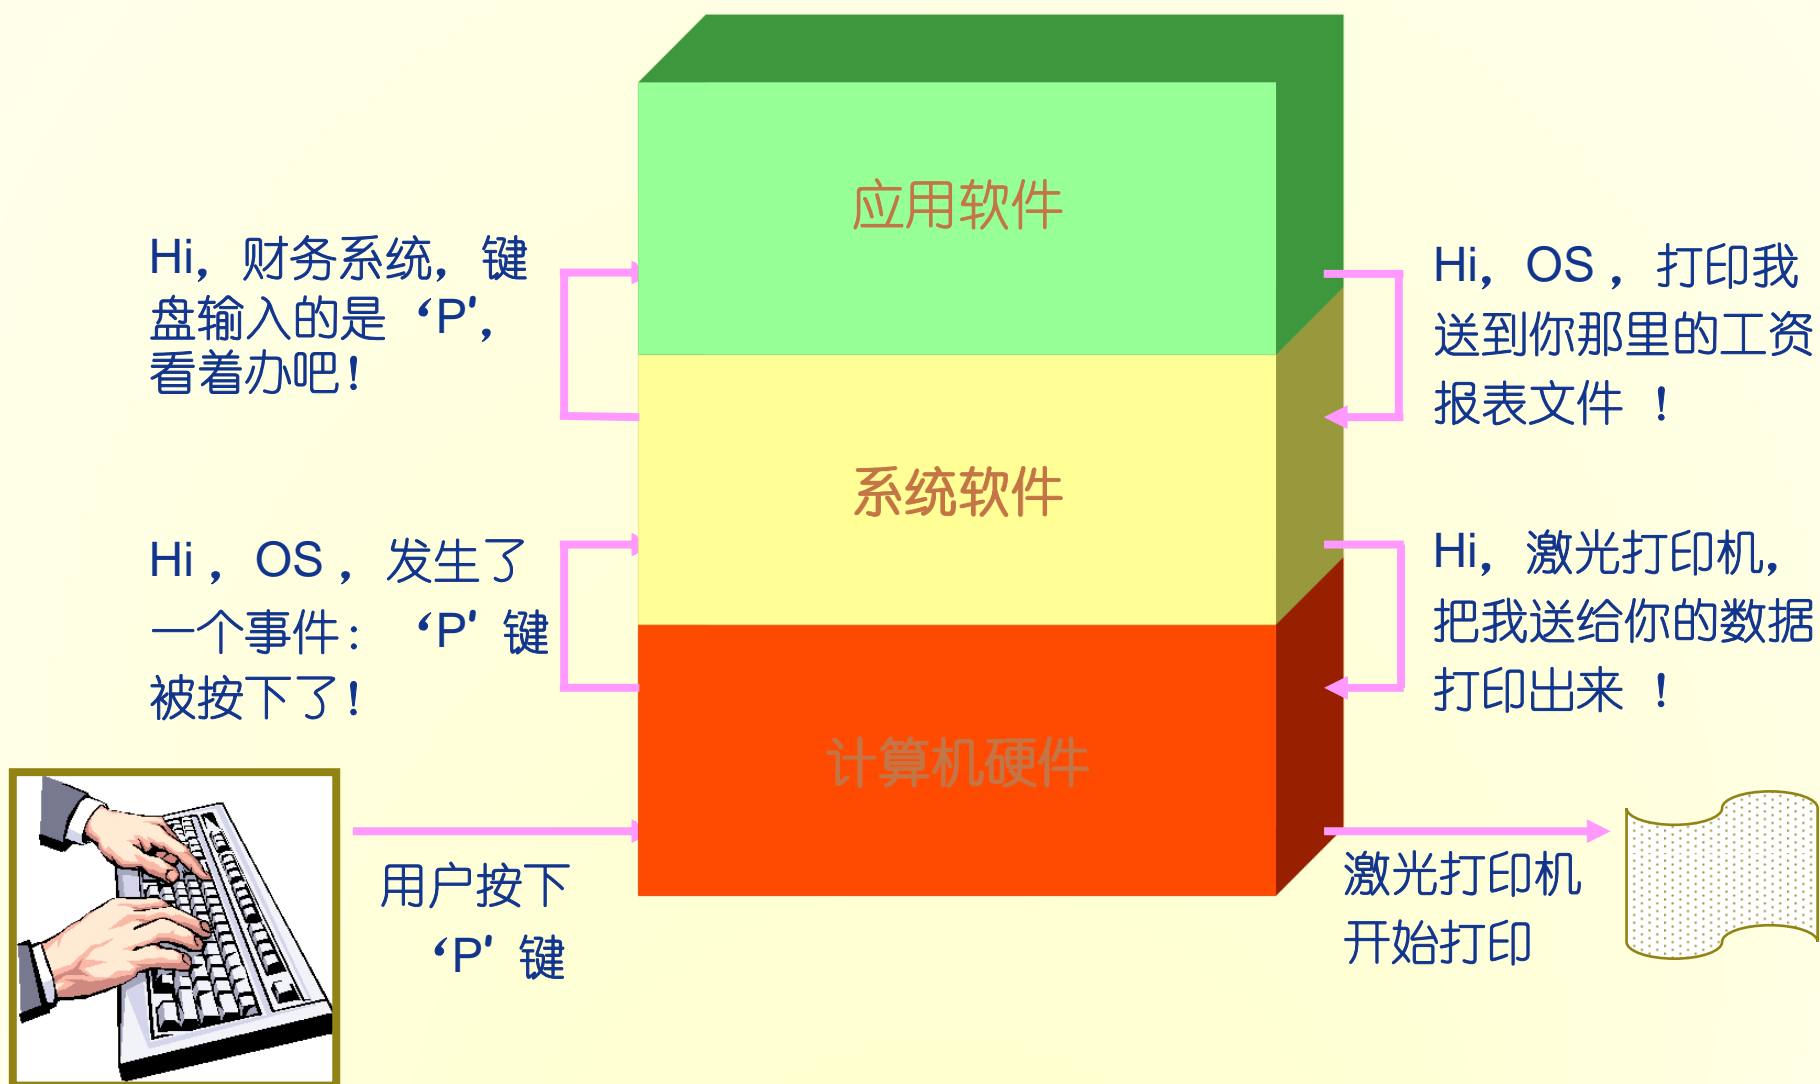 应用软件
Hi，财务系统，键
盘输入的是‘P'，
看着办吧！
Hi，OS，打印我
送到你那里的工资
报表文件 ！
系统软件
Hi，OS，发生了
一个事件： ‘P' 键
被按下了！
Hi，激光打印机，
把我送给你的数据
打印出来 ！
计算机硬件
用户按下
‘P' 键
激光打印机
开始打印